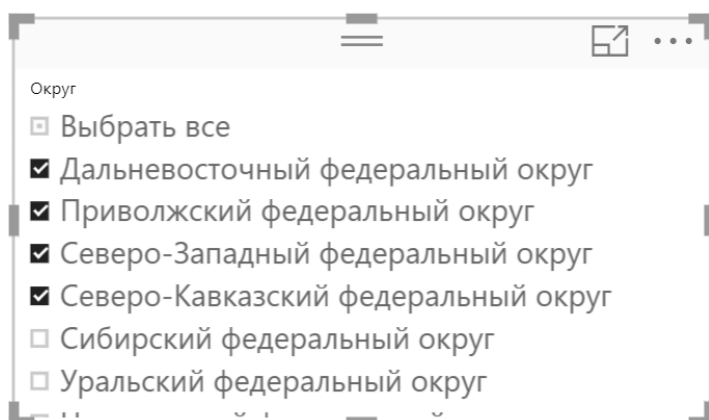 Округ
Выбрать все
Дальневосточный федеральный округ
Приволжский федеральный округ
Северо-Западный федеральный округ
Северо-Кавказский федеральный округ
Сибирский федеральный округ
Уральский федеральный округ